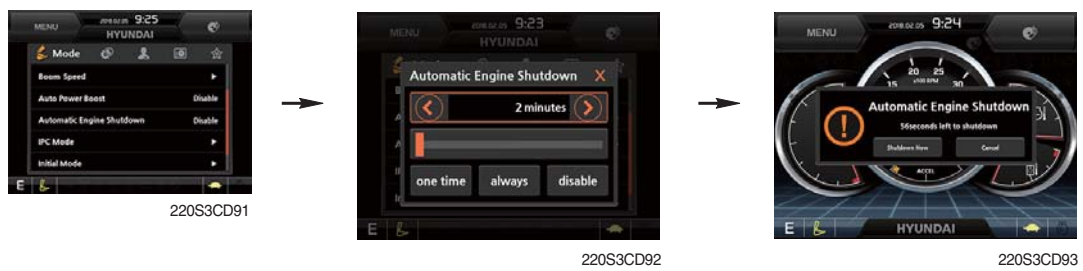 MENU
2018.02.05 9:25
HYUNDAI
Mode
Boom Speed
Auto Power Boost Disable
Automatic Engine Shutdown Disable
IPC Mode
Initial Mode
E
220S3CD91
MENU
2018.02.05 9:23
HYUNDAI
Automatic Engine Shutdown X
2 minutes
one time always disable
E
220S3CD92
MENU
2018.02.05 9:24
15 20 25 30
x100 RPM
Automatic Engine Shutdown
56seconds left to shutdown
Shutdown Now Cancel
ACCEL
E
HYUNDAI
220S3CD93